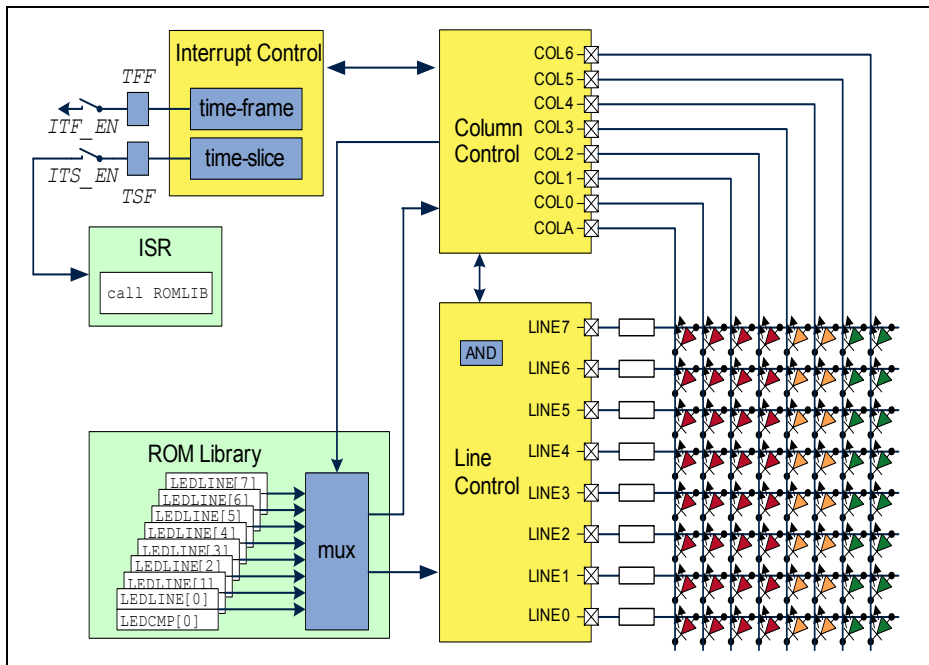 Interrupt Control
TFF
time-frame
ITF_EN
time-slice
ITS_EN
TSF
ISR
call ROMLIB
Column
Control
COL6
COL5
COL4
COL3
COL2
COL1
COL0
COLA
AND
Line
Control
LINE7
LINE6
LINE5
LINE4
LINE3
LINE2
LINE1
LINE0
ROM Library
LEDLINE[7]
LEDLINE[6]
LEDLINE[5]
LEDLINE[4]
LEDLINE[3]
LEDLINE[2]
LEDLINE[1]
LEDLINE[0]
LEDCMP[0]
mux